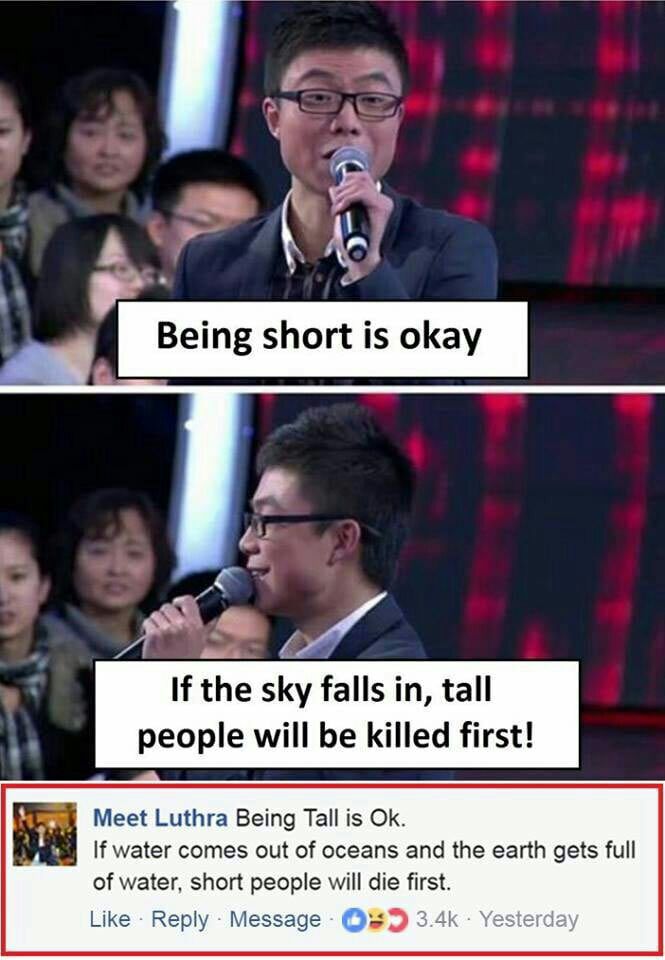 Being short is okay
If the sky falls in, tall
people will be killed first!
Meet Luthra Being Tall is Ok.
If water comes out of oceans and the earth gets full
of water, short people will die first.
Like · Reply · Message · 3.4k · Yesterday